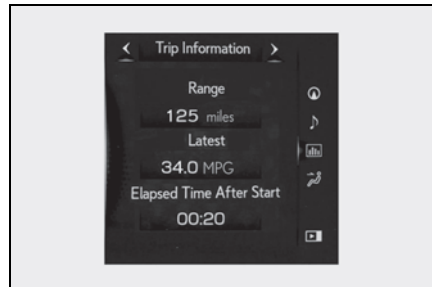 Trip Information
Range
125 miles
Latest
34.0 MPG
Elapsed Time After Start
00:20